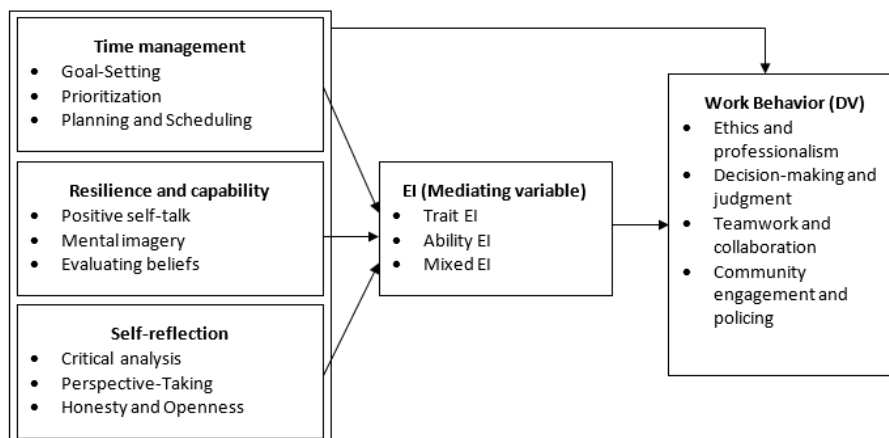 Time management
• Goal-Setting
• Prioritization
• Planning and Scheduling
Resilience and capability
• Positive self-talk
• Mental imagery
• Evaluating beliefs
Self-reflection
• Critical analysis
• Perspective-Taking
• Honesty and Openness
EI (Mediating variable)
• Trait EI
• Ability EI
• Mixed EI
Work Behavior (DV)
• Ethics and
professionalism
• Decision-making and
judgment
• Teamwork and
collaboration
• Community
engagement and
policing